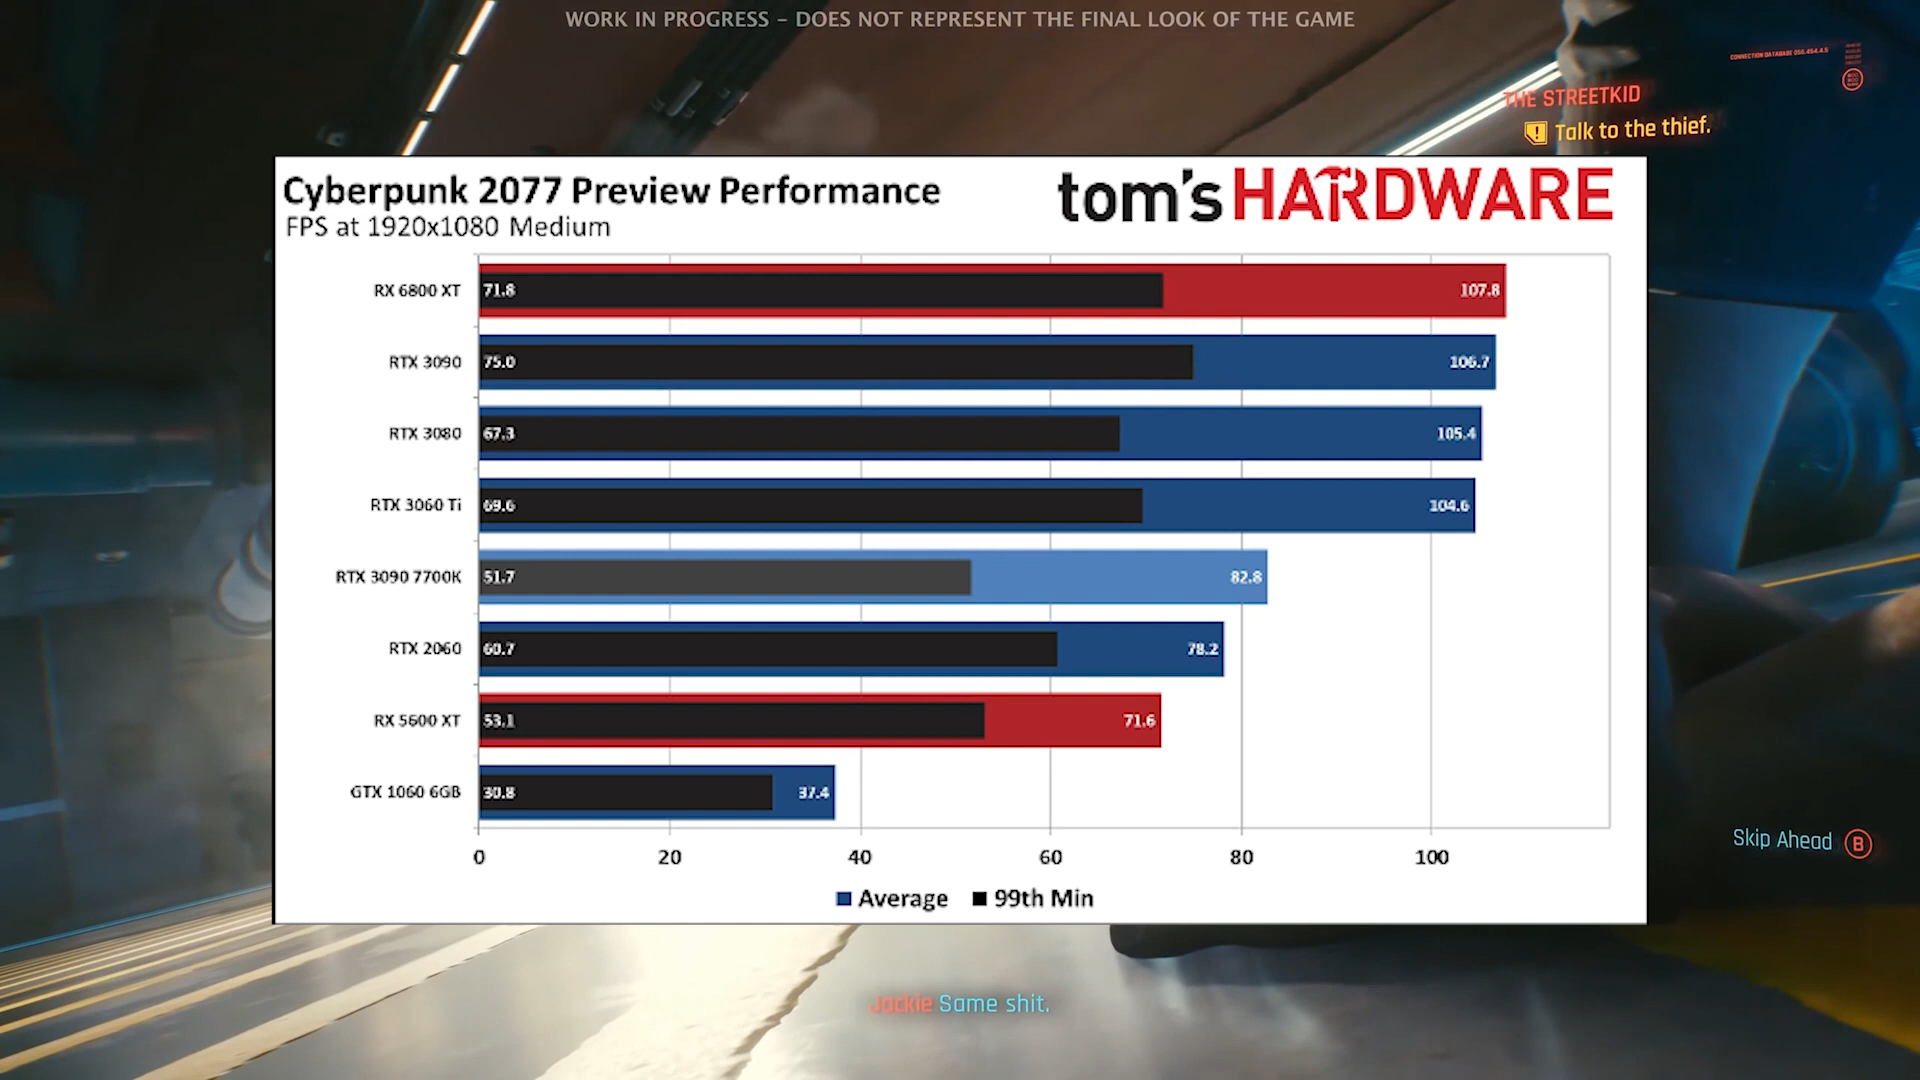 WORK IN PROGRESS – DOES NOT REPRESENT THE FINAL LOOK OF THE GAME
CONNECTION DATABASE
THE STREETKID
Talk to the thief.
Cyberpunk 2077 Preview Performance
tom's HARDWARE
FPS at 1920x1080 Medium
RX 6800 XT 71.8 107.8
RTX 3090 75.0 106.7
RTX 3080 67.3 105.4
RTX 3060 Ti 69.6 104.6
RTX 3090 7700K 51.7 82.8
RTX 2060 60.7 78.2
RX 5600 XT 53.1 71.6
GTX 1060 6GB 30.8 37.4
0 20 40 60 80 100
Average 99th Min
Skip Ahead B
Jackie Same shit.